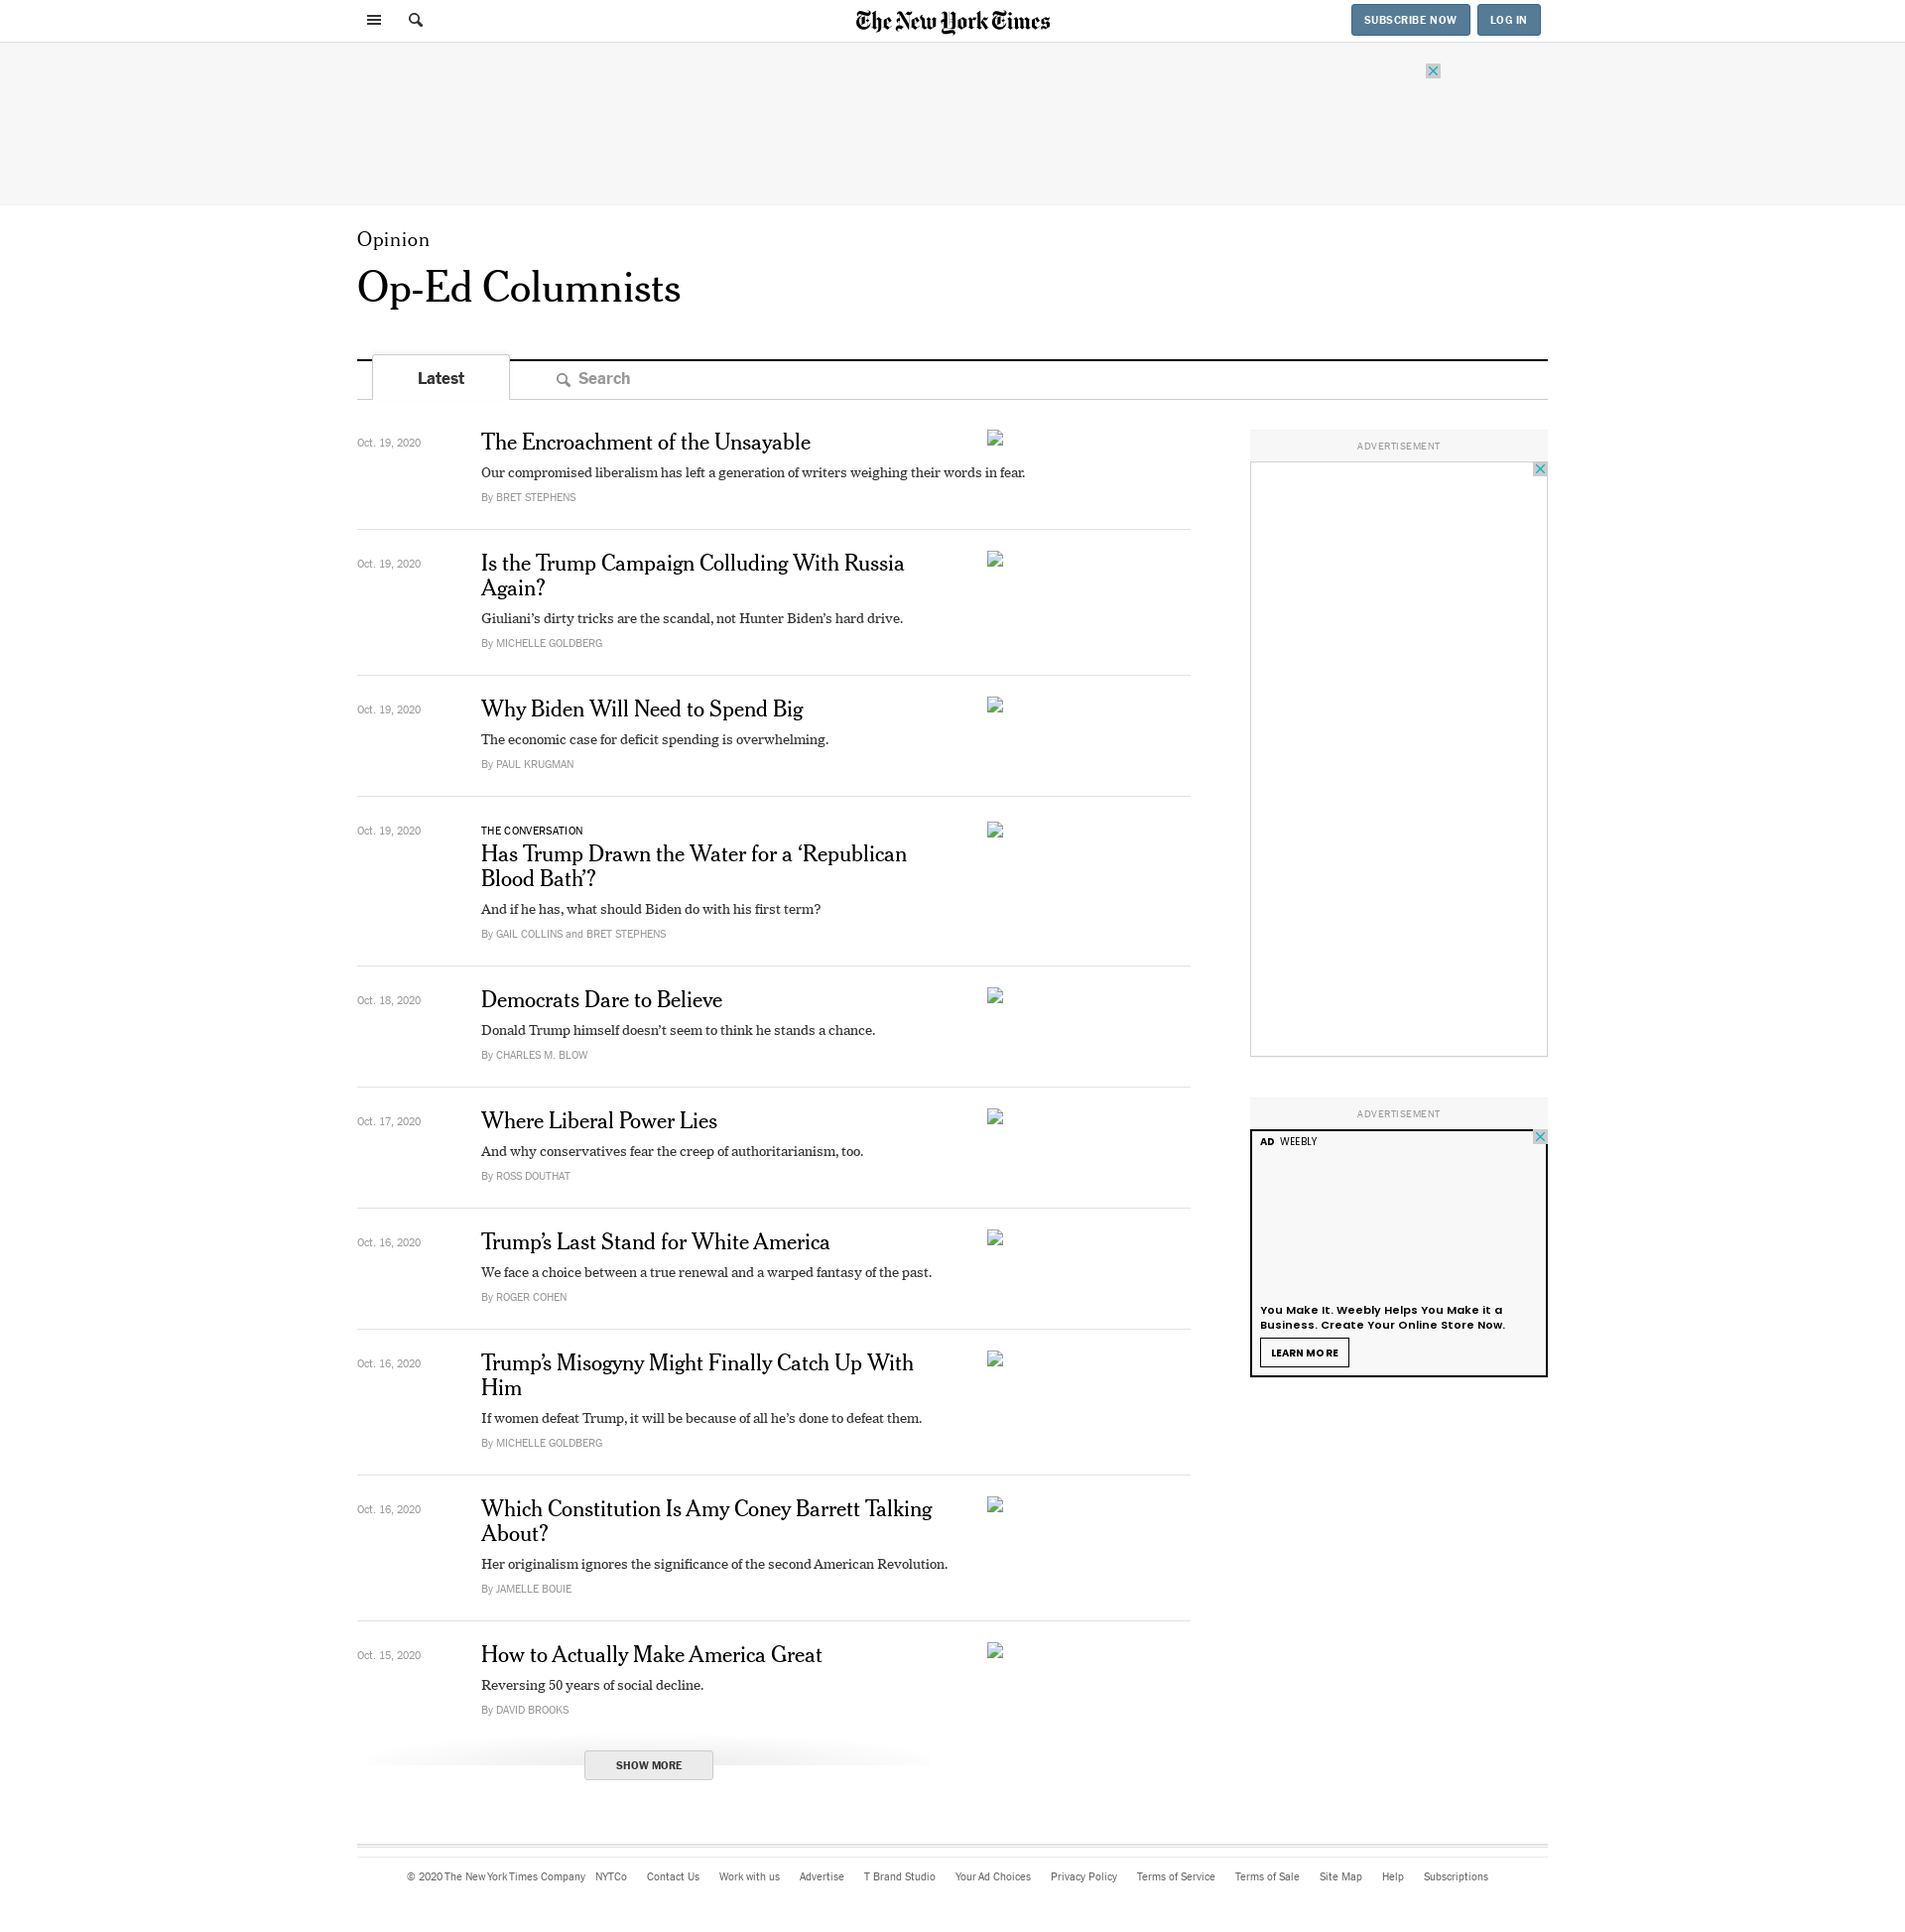 The New York Times
SUBSCRIBE NOW
LOG IN
Opinion
Op-Ed Columnists
Latest
Search
Oct. 19, 2020
The Encroachment of the Unsayable
Our compromised liberalism has left a generation of writers weighing their words in fear.
By BRET STEPHENS
Oct. 19, 2020
Is the Trump Campaign Colluding With Russia
Again?
Giuliani’s dirty tricks are the scandal, not Hunter Biden’s hard drive.
By MICHELLE GOLDBERG
Oct. 19, 2020
Why Biden Will Need to Spend Big
The economic case for deficit spending is overwhelming.
By PAUL KRUGMAN
Oct. 19, 2020
THE CONVERSATION
Has Trump Drawn the Water for a ‘Republican
Blood Bath’?
And if he has, what should Biden do with his first term?
By GAIL COLLINS and BRET STEPHENS
Oct. 18, 2020
Democrats Dare to Believe
Donald Trump himself doesn’t seem to think he stands a chance.
By CHARLES M. BLOW
Oct. 17, 2020
Where Liberal Power Lies
And why conservatives fear the creep of authoritarianism, too.
By ROSS DOUTHAT
Oct. 16, 2020
Trump’s Last Stand for White America
We face a choice between a true renewal and a warped fantasy of the past.
By ROGER COHEN
Oct. 16, 2020
Trump’s Misogyny Might Finally Catch Up With
Him
If women defeat Trump, it will be because of all he’s done to defeat them.
By MICHELLE GOLDBERG
Oct. 16, 2020
Which Constitution Is Amy Coney Barrett Talking
About?
Her originalism ignores the significance of the second American Revolution.
By JAMELLE BOUIE
Oct. 15, 2020
How to Actually Make America Great
Reversing 50 years of social decline.
By DAVID BROOKS
SHOW MORE
ADVERTISEMENT
ADVERTISEMENT
AD WEEBLY
You Make It. Weebly Helps You Make it a
Business. Create Your Online Store Now.
LEARN MORE
© 2020 The New York Times Company NYTCo Contact Us Work with us Advertise T Brand Studio Your Ad Choices Privacy Policy Terms of Service Terms of Sale Site Map Help Subscriptions